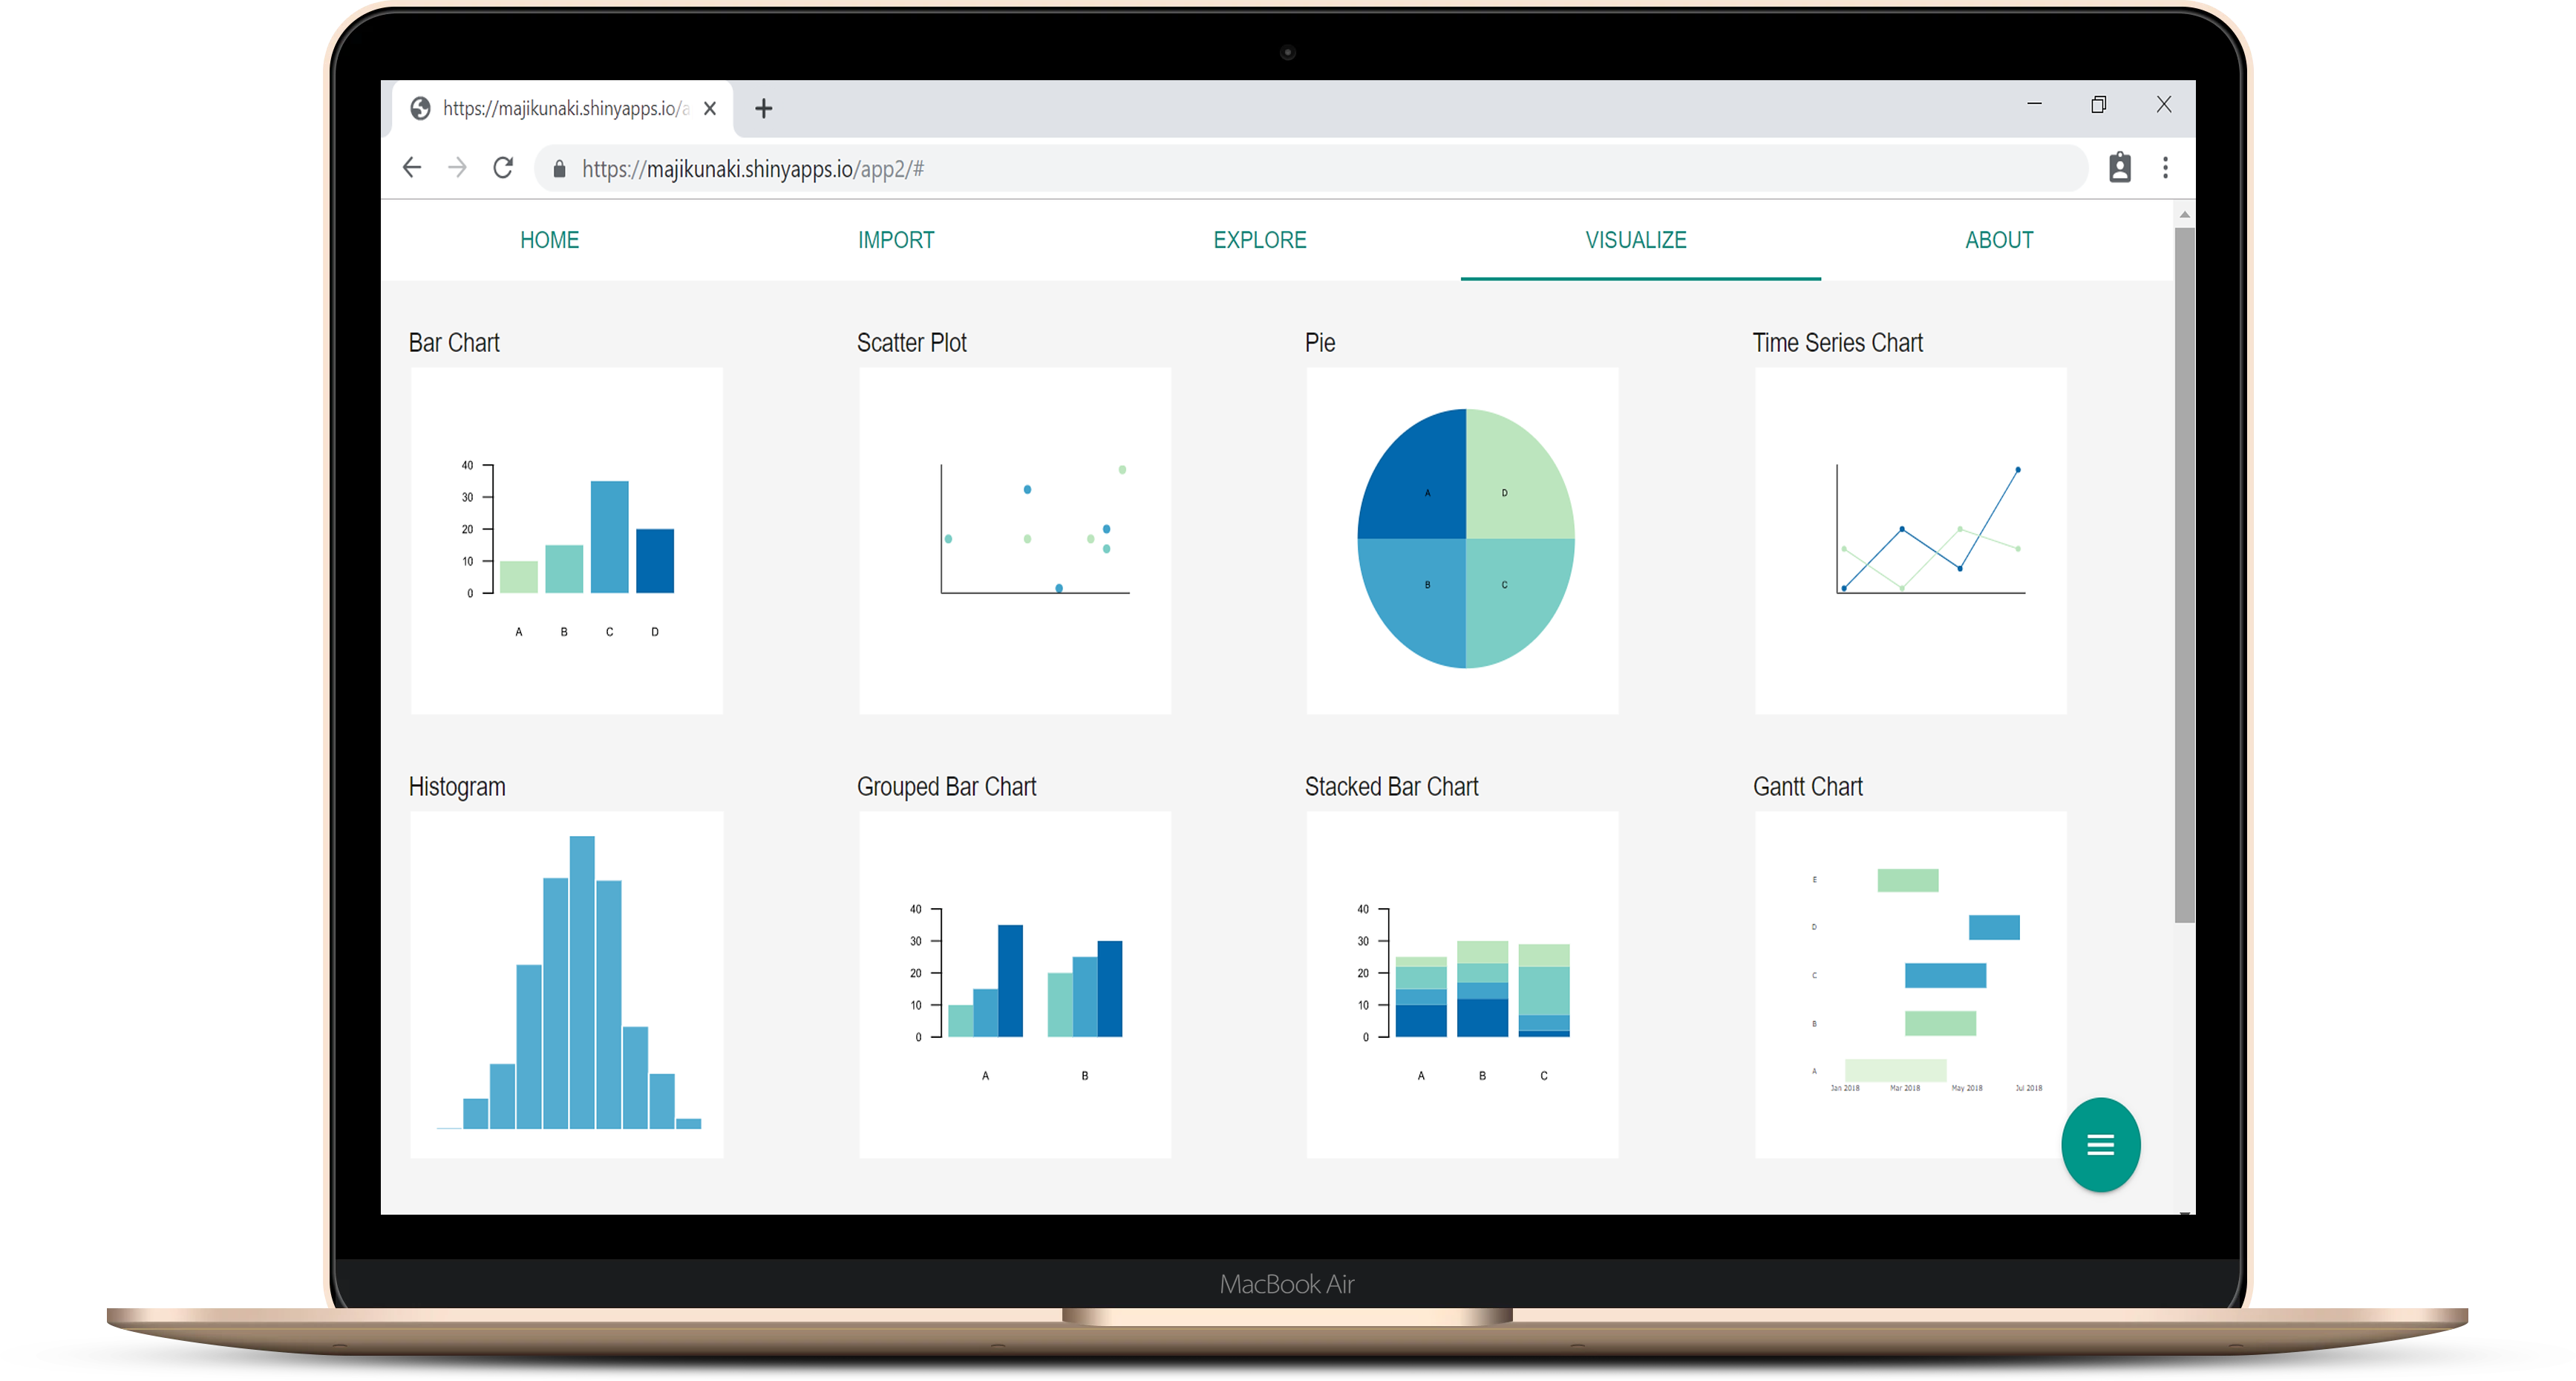 https://majikunaki.shinyapps.io/a
https://majikunaki.shinyapps.io/app2/#
HOME IMPORT EXPLORE VISUALIZE ABOUT
Bar Chart
40
30
20
10
0
A B C D
Scatter Plot
Pie
A D
B C
Time Series Chart
Histogram
Grouped Bar Chart
40
30
20
10
0
A B
Stacked Bar Chart
40
30
20
10
0
A B C
Gantt Chart
E
D
C
B
A
Jan 2018 Mar 2018 May 2018 Jul 2018
MacBook Air